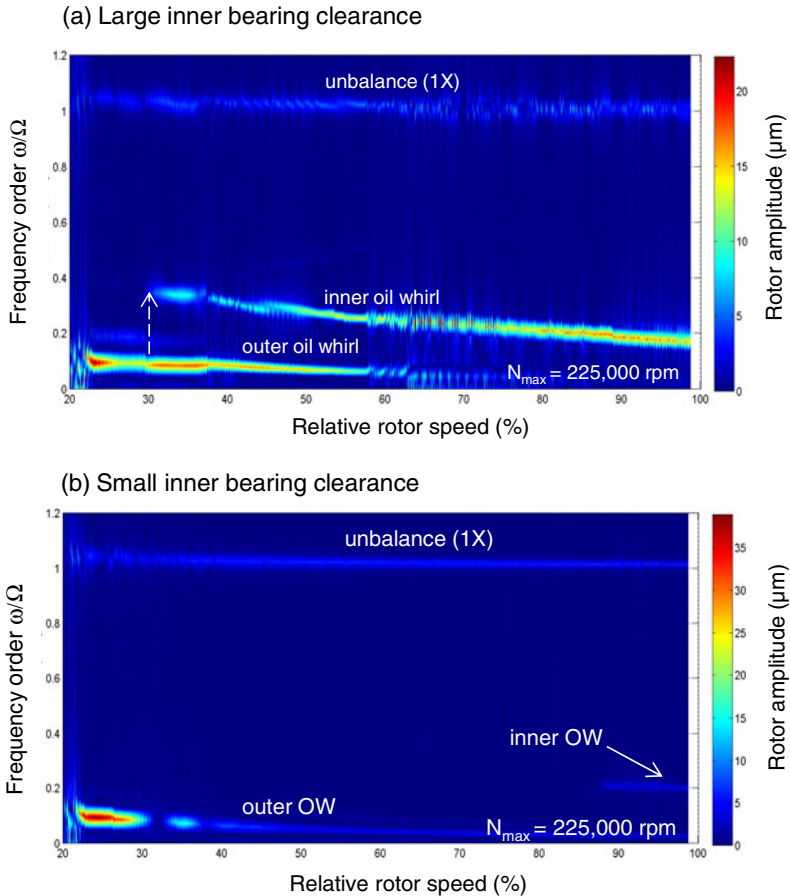 (a) Large inner bearing clearance
Frequency order ω/Ω
1.2
1
0.8
0.6
0.4
0.2
0
unbalance (1X)
inner oil whirl
outer oil whirl
N_max = 225,000 rpm
20 30 40 50 60 70 80 90 100
Relative rotor speed (%)
20
15
10
5
0
Rotor amplitude (μm)
(b) Small inner bearing clearance
Frequency order ω/Ω
1.2
1
0.8
0.6
0.4
0.2
0
unbalance (1X)
inner OW
outer OW
N_max = 225,000 rpm
20 30 40 50 60 70 80 90 100
Relative rotor speed (%)
35
30
25
20
15
10
5
0
Rotor amplitude (μm)